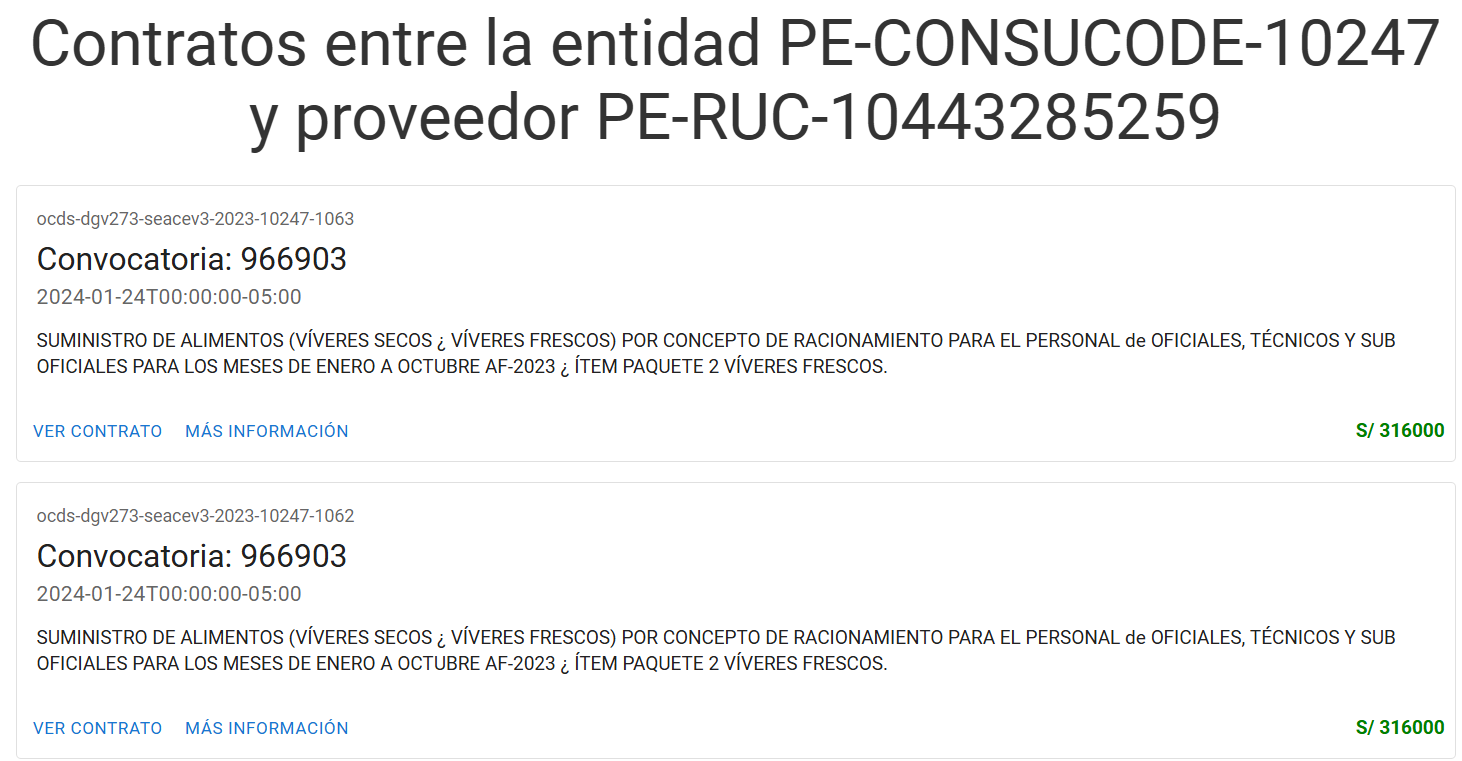 Contratos entre la entidad PE-CONSUCODE-10247
y proveedor PE-RUC-10443285259
ocds-dgv273-seacev3-2023-10247-1063
Convocatoria: 966903
2024-01-24T00:00:00-05:00
SUMINISTRO DE ALIMENTOS (VÍVERES SECOS ¿ VÍVERES FRESCOS) POR CONCEPTO DE RACIONAMIENTO PARA EL PERSONAL de OFICIALES, TÉCNICOS Y SUB
OFICIALES PARA LOS MESES DE ENERO A OCTUBRE AF-2023 ¿ ÍTEM PAQUETE 2 VÍVERES FRESCOS.
VER CONTRATO MÁS INFORMACIÓN S/ 316000
ocds-dgv273-seacev3-2023-10247-1062
Convocatoria: 966903
2024-01-24T00:00:00-05:00
SUMINISTRO DE ALIMENTOS (VÍVERES SECOS ¿ VÍVERES FRESCOS) POR CONCEPTO DE RACIONAMIENTO PARA EL PERSONAL de OFICIALES, TÉCNICOS Y SUB
OFICIALES PARA LOS MESES DE ENERO A OCTUBRE AF-2023 ¿ ÍTEM PAQUETE 2 VÍVERES FRESCOS.
VER CONTRATO MÁS INFORMACIÓN S/ 316000